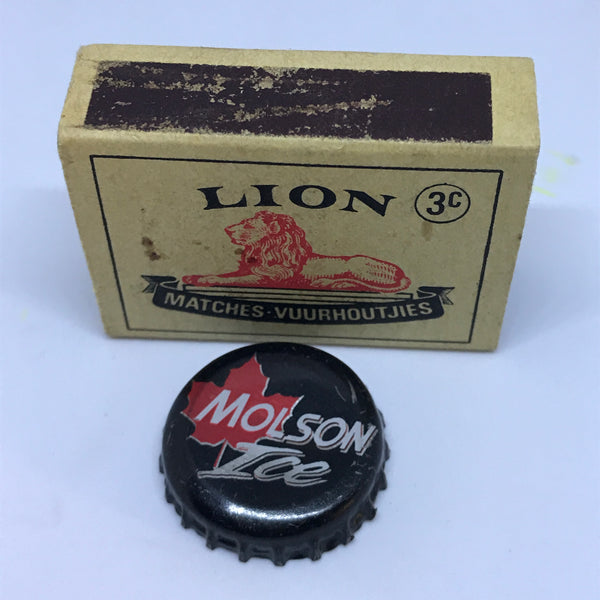 LION 3c
MATCHES·VUURHOUTJIES
MOLSON
Ice